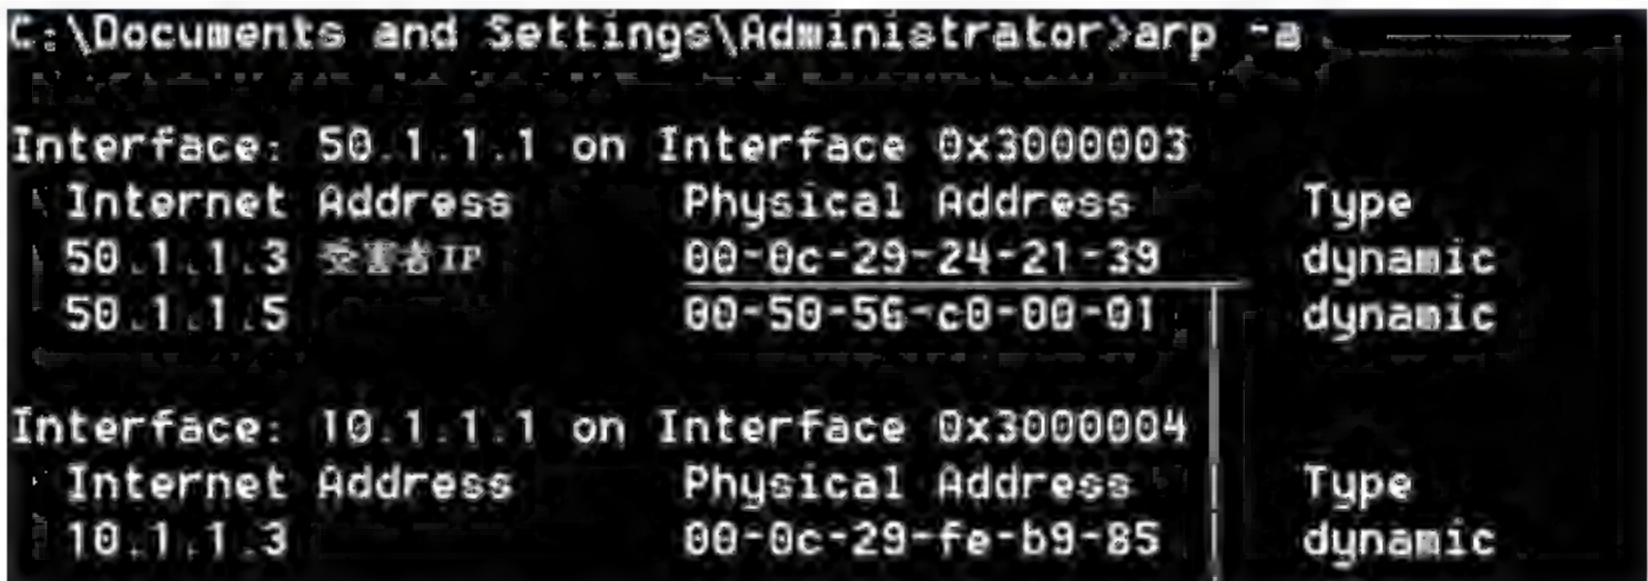 C:\Documents and Settings\Administrator>arp -a
Interface: 50.1.1.1 on Interface 0x3000003
Internet Address Physical Address Type
50.1.1.3 受害者IP 00-0c-29-24-21-39 dynamic
50.1.1.5 00-50-56-c0-00-01 dynamic
Interface: 10.1.1.1 on Interface 0x3000004
Internet Address Physical Address Type
10.1.1.3 00-0c-29-fe-b9-85 dynamic